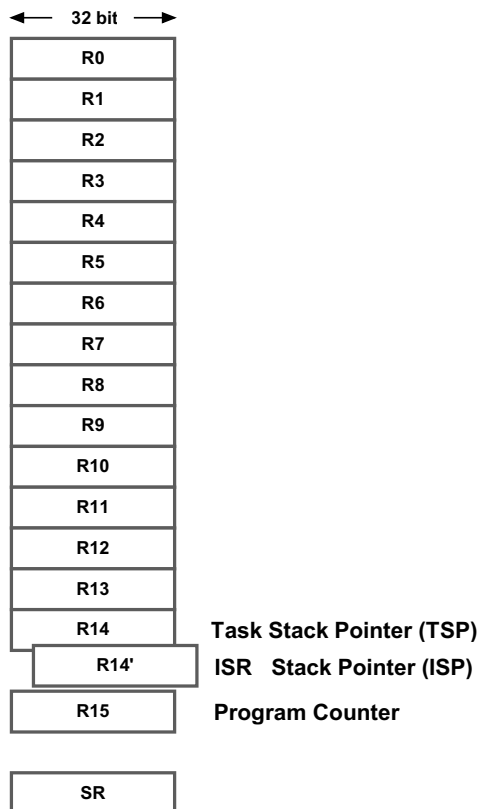 32 bit
R0
R1
R2
R3
R4
R5
R6
R7
R8
R9
R10
R11
R12
R13
R14 Task Stack Pointer (TSP)
R14' ISR Stack Pointer (ISP)
R15 Program Counter
SR